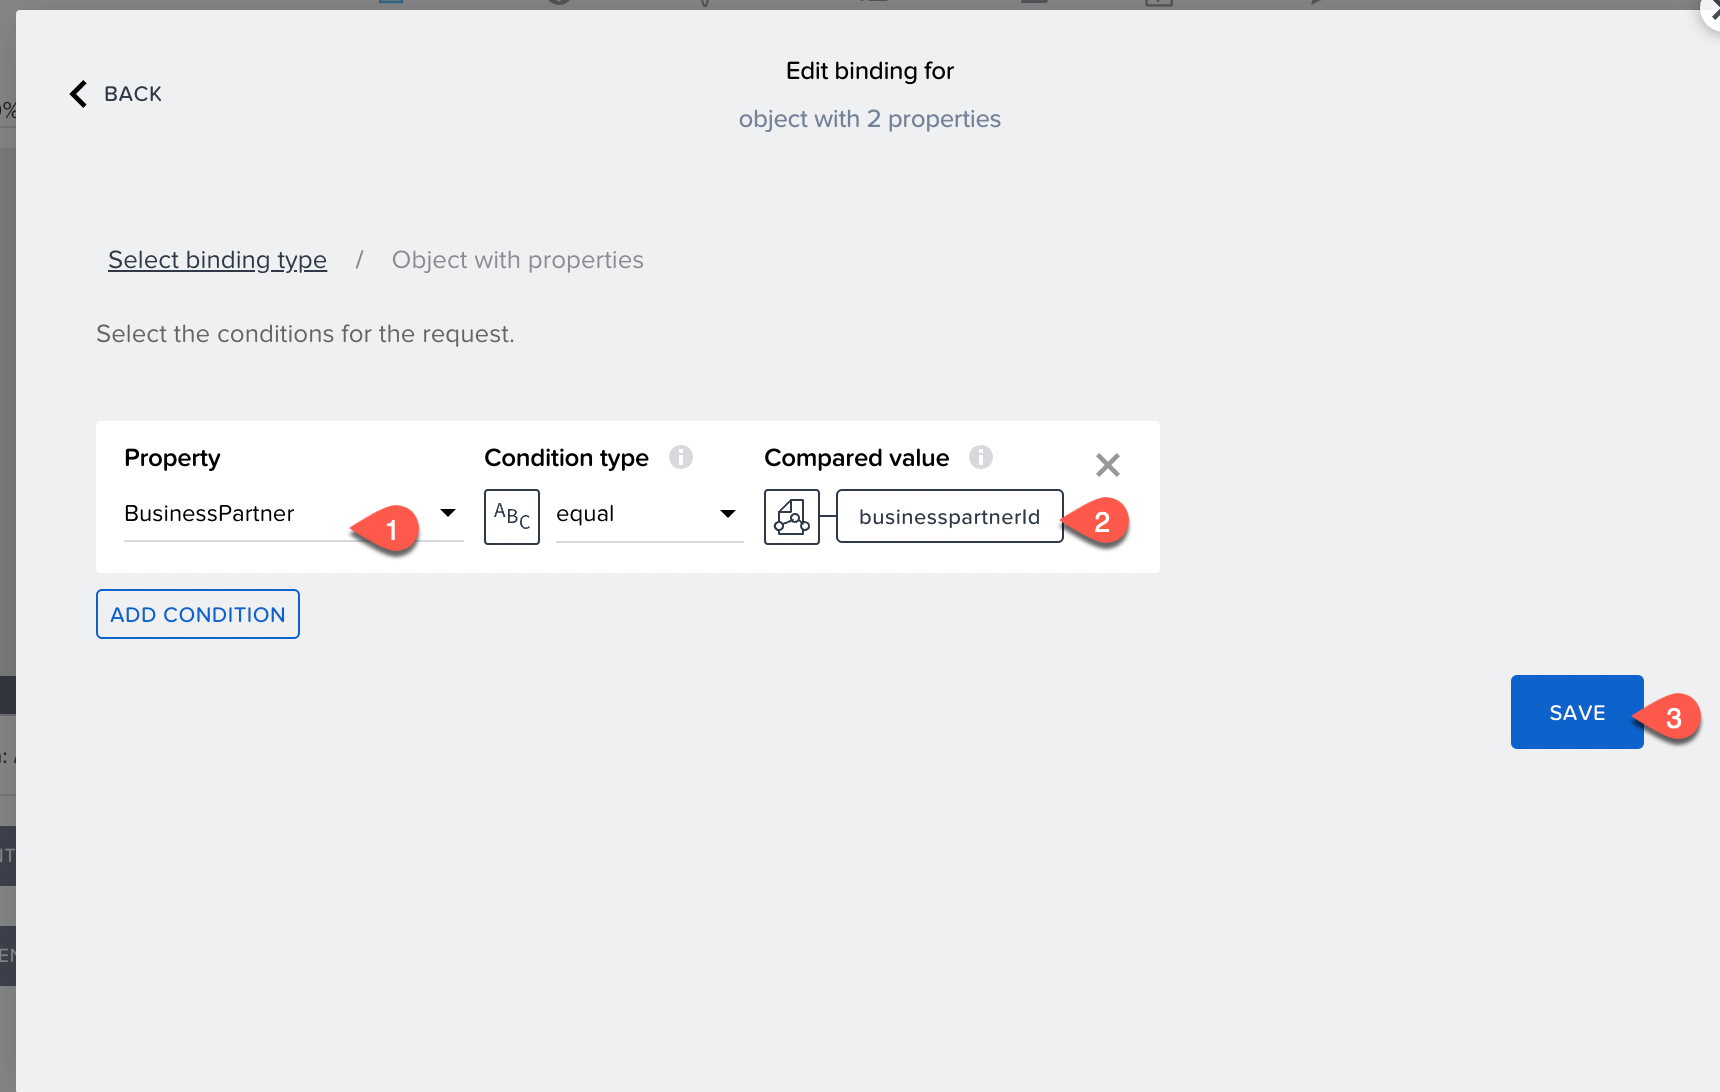 Edit binding for
BACK
object with 2 properties
Select binding type / Object with properties
Select the conditions for the request.
Property Condition type Compared value
BusinessPartner 1 ABC equal businesspartnerId 2
ADD CONDITION
SAVE 3